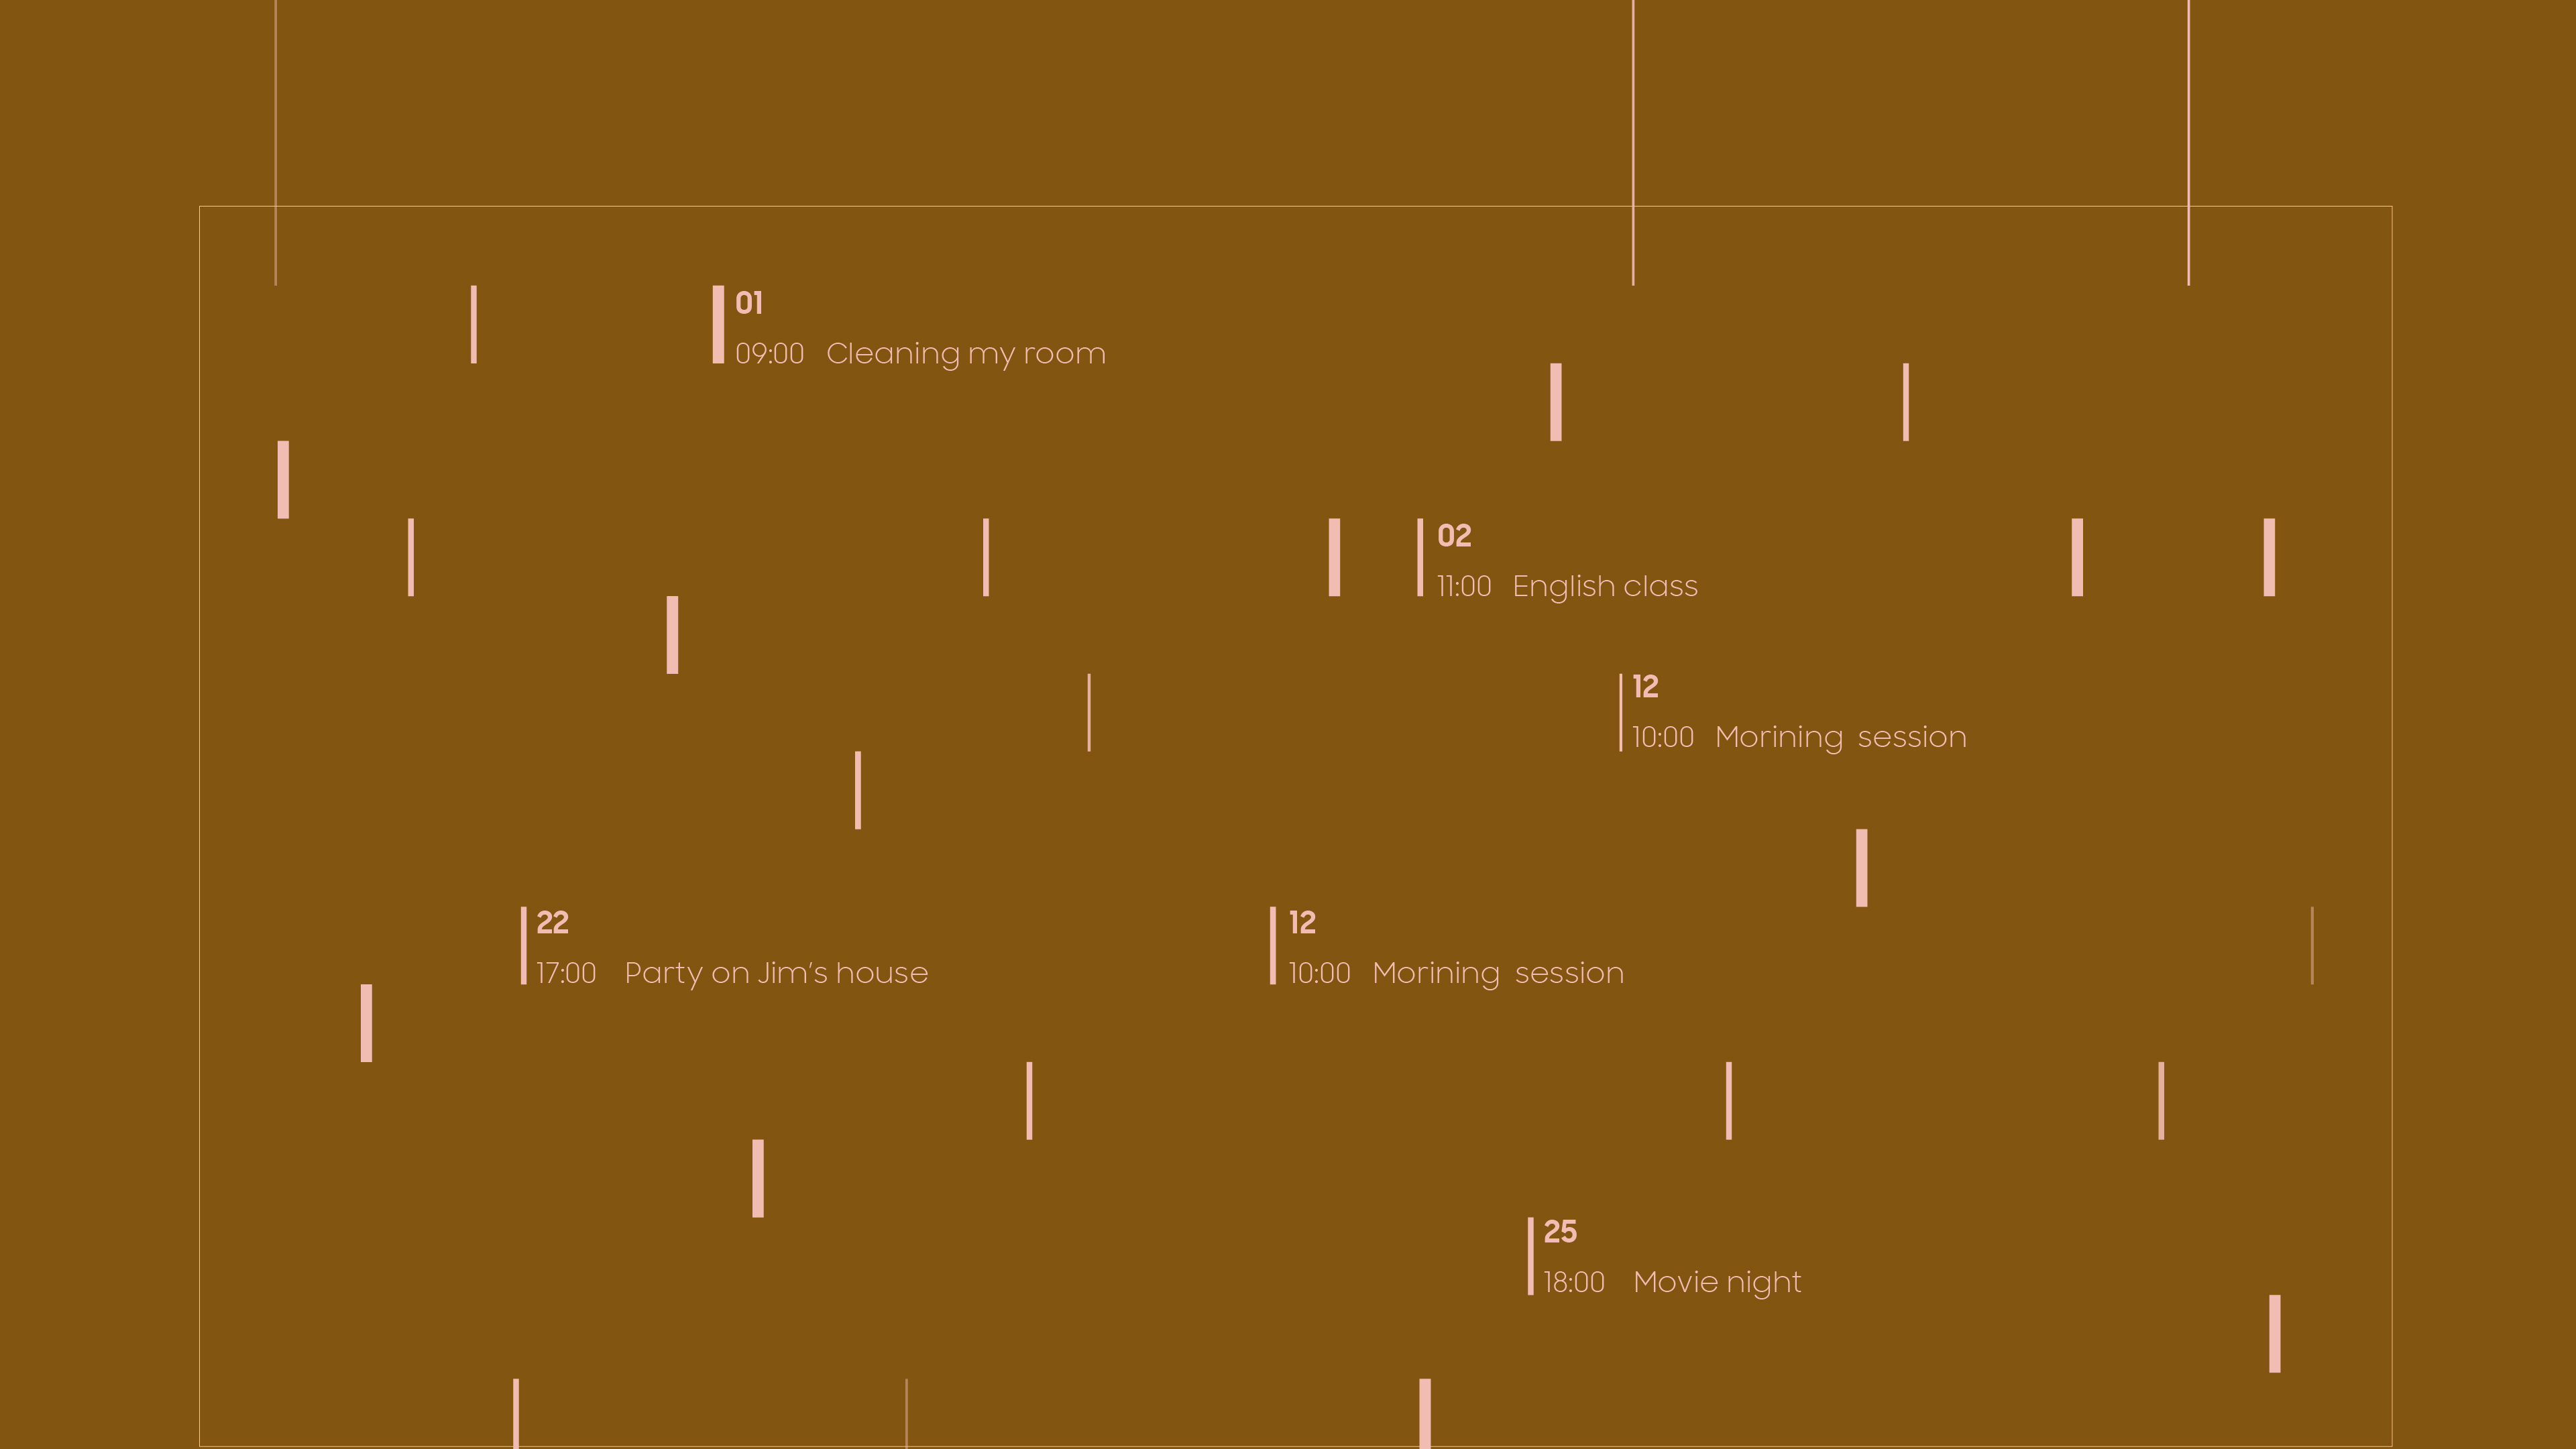 01
09:00 Cleaning my room
02
11:00 English class
12
10:00 Morining session
22
17:00 Party on Jim's house
12
10:00 Morining session
25
18:00 Movie night